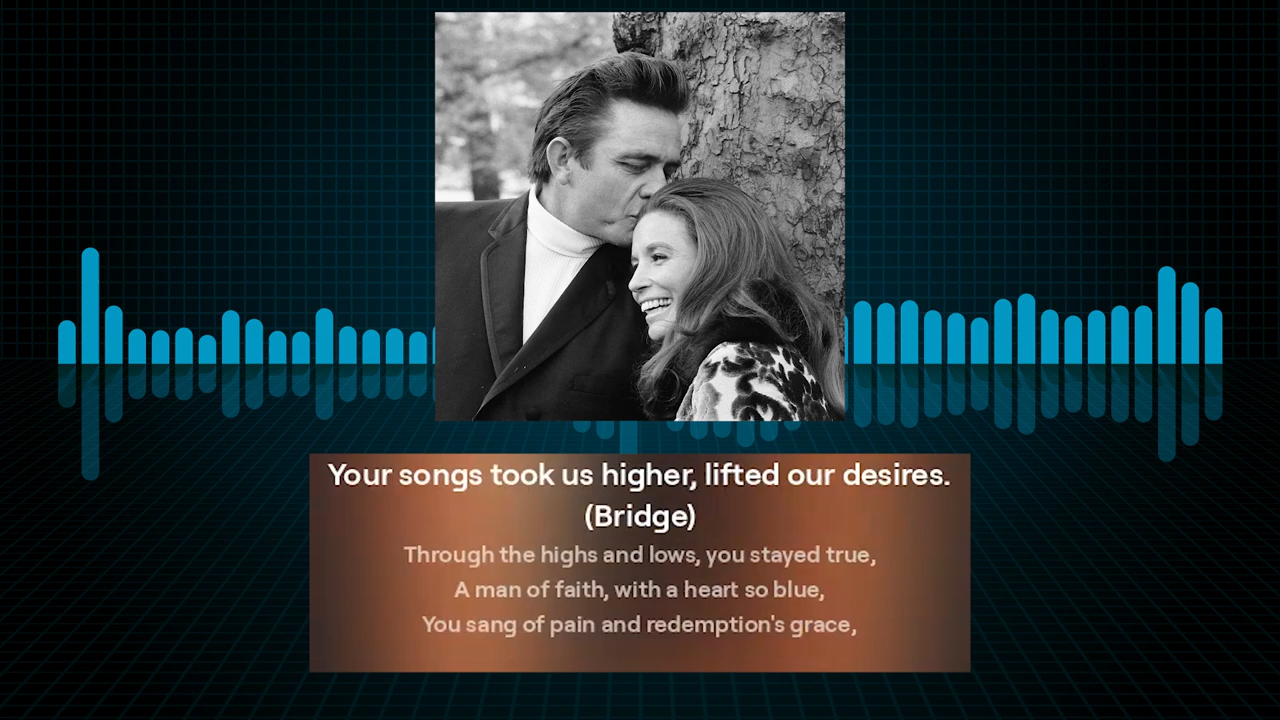 Your songs took us higher, lifted our desires.
(Bridge)
Through the highs and lows, you stayed true,
A man of faith, with a heart so blue,
You sang of pain and redemption's grace,